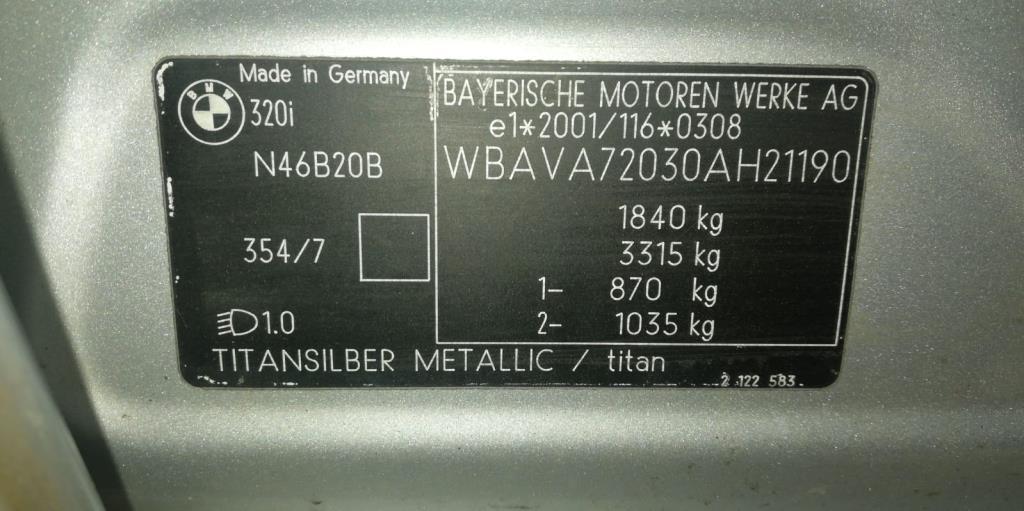 Made in Germany
BMW
320i
N46B20B
354/7
1.0
BAYERISCHE MOTOREN WERKE AG
e1*2001/116*0308
WBAVA72030AH21190
1840 kg
3315 kg
1- 870 kg
2- 1035 kg
TITANSILBER METALLIC / titan
2 122 583.